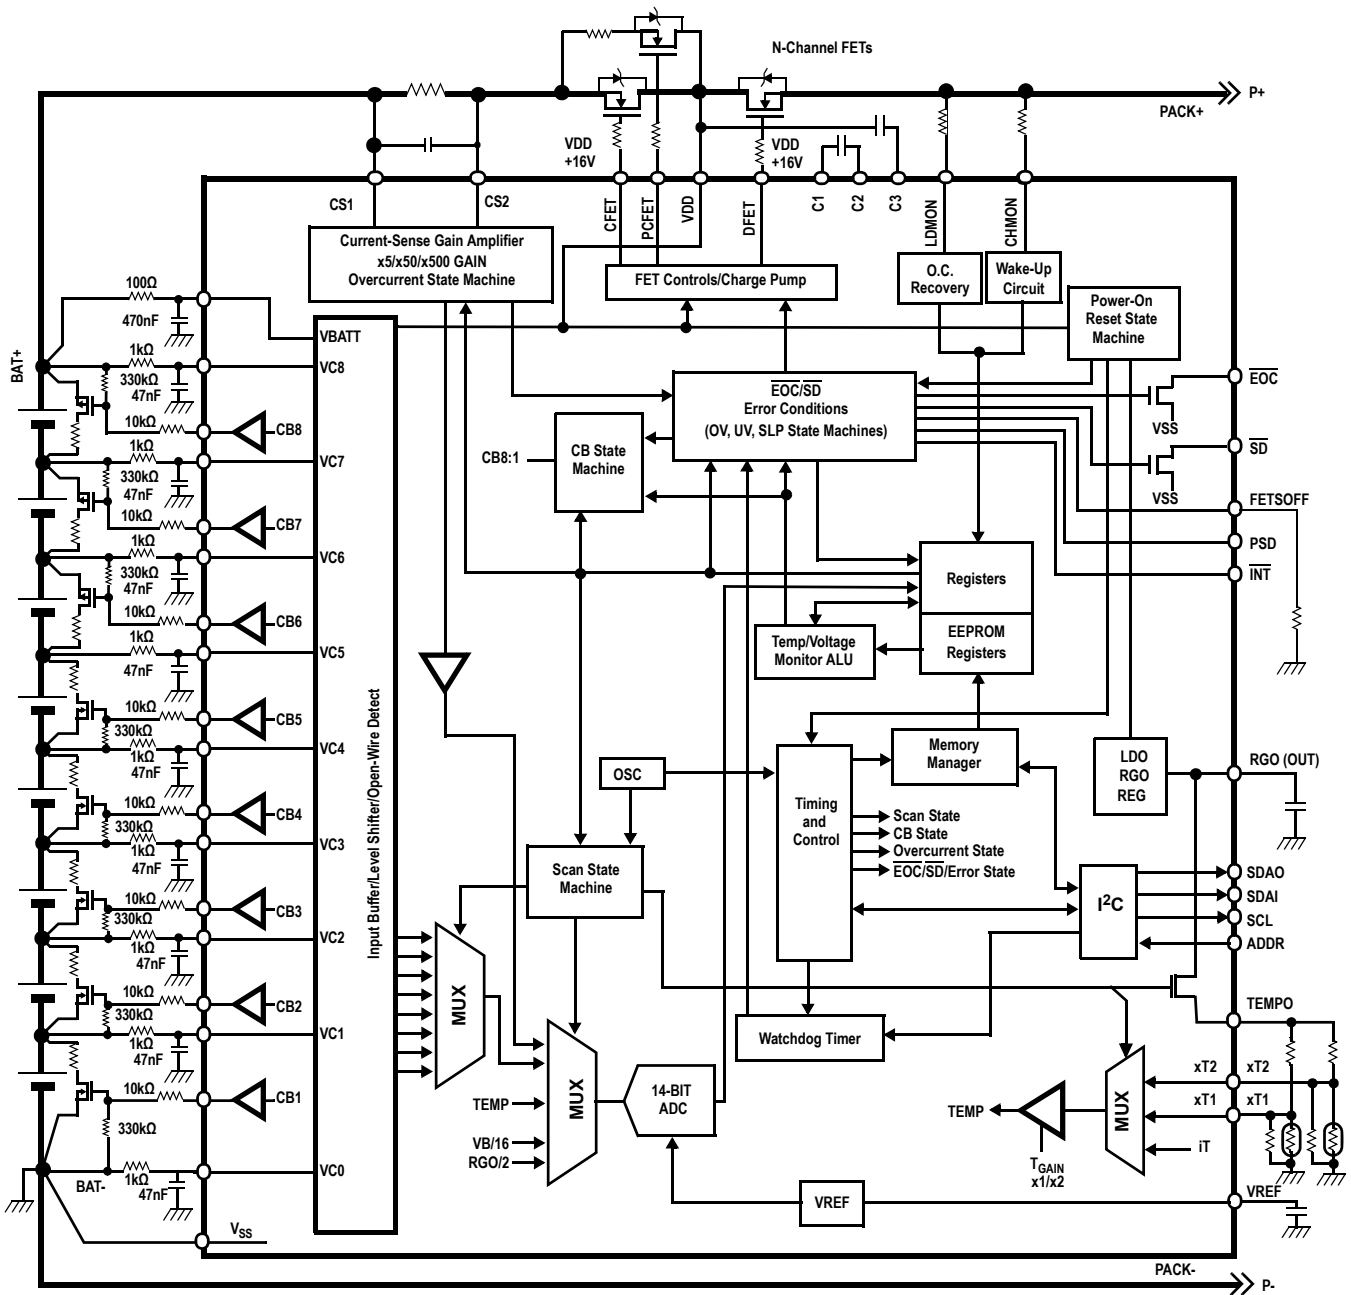 N-Channel FETs
P+
PACK+
VDD
+16V
VDD
+16V
CS1
CS2
CFET
PCFET
VDD
DFET
C1
C2
C3
LDMON
CHMON
Current-Sense Gain Amplifier
x5/x50/x500 GAIN
Overcurrent State Machine
FET Controls/Charge Pump
O.C.
Recovery
Wake-Up
Circuit
Power-On
Reset State
Machine
100Ω
470nF
BAT+
VBATT
1kΩ
VC8
330kΩ
47nF
10kΩ
CB8
1kΩ
VC7
330kΩ
47nF
10kΩ
CB7
1kΩ
VC6
330kΩ
47nF
10kΩ
CB6
1kΩ
VC5
47nF
10kΩ
CB5
330kΩ
VC4
1kΩ
47nF
10kΩ
CB4
330kΩ
VC3
1kΩ
47nF
10kΩ
CB3
330kΩ
VC2
1kΩ
47nF
10kΩ
CB2
330kΩ
VC1
1kΩ
47nF
10kΩ
CB1
330kΩ
VC0
BAT-
1kΩ
47nF
VSS
Input Buffer/Level Shifter/Open-Wire Detect
EOC/SD
Error Conditions
(OV, UV, SLP State Machines)
CB State
Machine
CB8:1
EOC
VSS
SD
VSS
FETSOFF
PSD
INT
Registers
EEPROM
Registers
Temp/Voltage
Monitor ALU
Memory
Manager
LDO
RGO
REG
RGO (OUT)
OSC
Timing
and
Control
Scan State
CB State
Overcurrent State
EOC/SD/Error State
Scan State
Machine
I2C
SDAO
SDAI
SCL
ADDR
MUX
Watchdog Timer
TEMPO
MUX
14-BIT
ADC
TEMP
VB/16
RGO/2
TEMP
TGAIN
x1/x2
MUX
xT2
xT2
xT1
xT1
iT
VREF
VREF
PACK-
P-